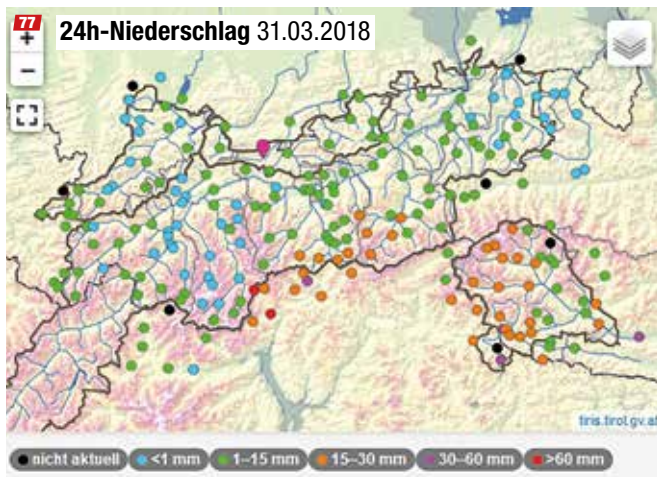 77
24h-Niederschlag 31.03.2018
+
−
tiris.tirol.gv.at
nicht aktuell <1 mm 1–15 mm 15–30 mm 30–60 mm >60 mm